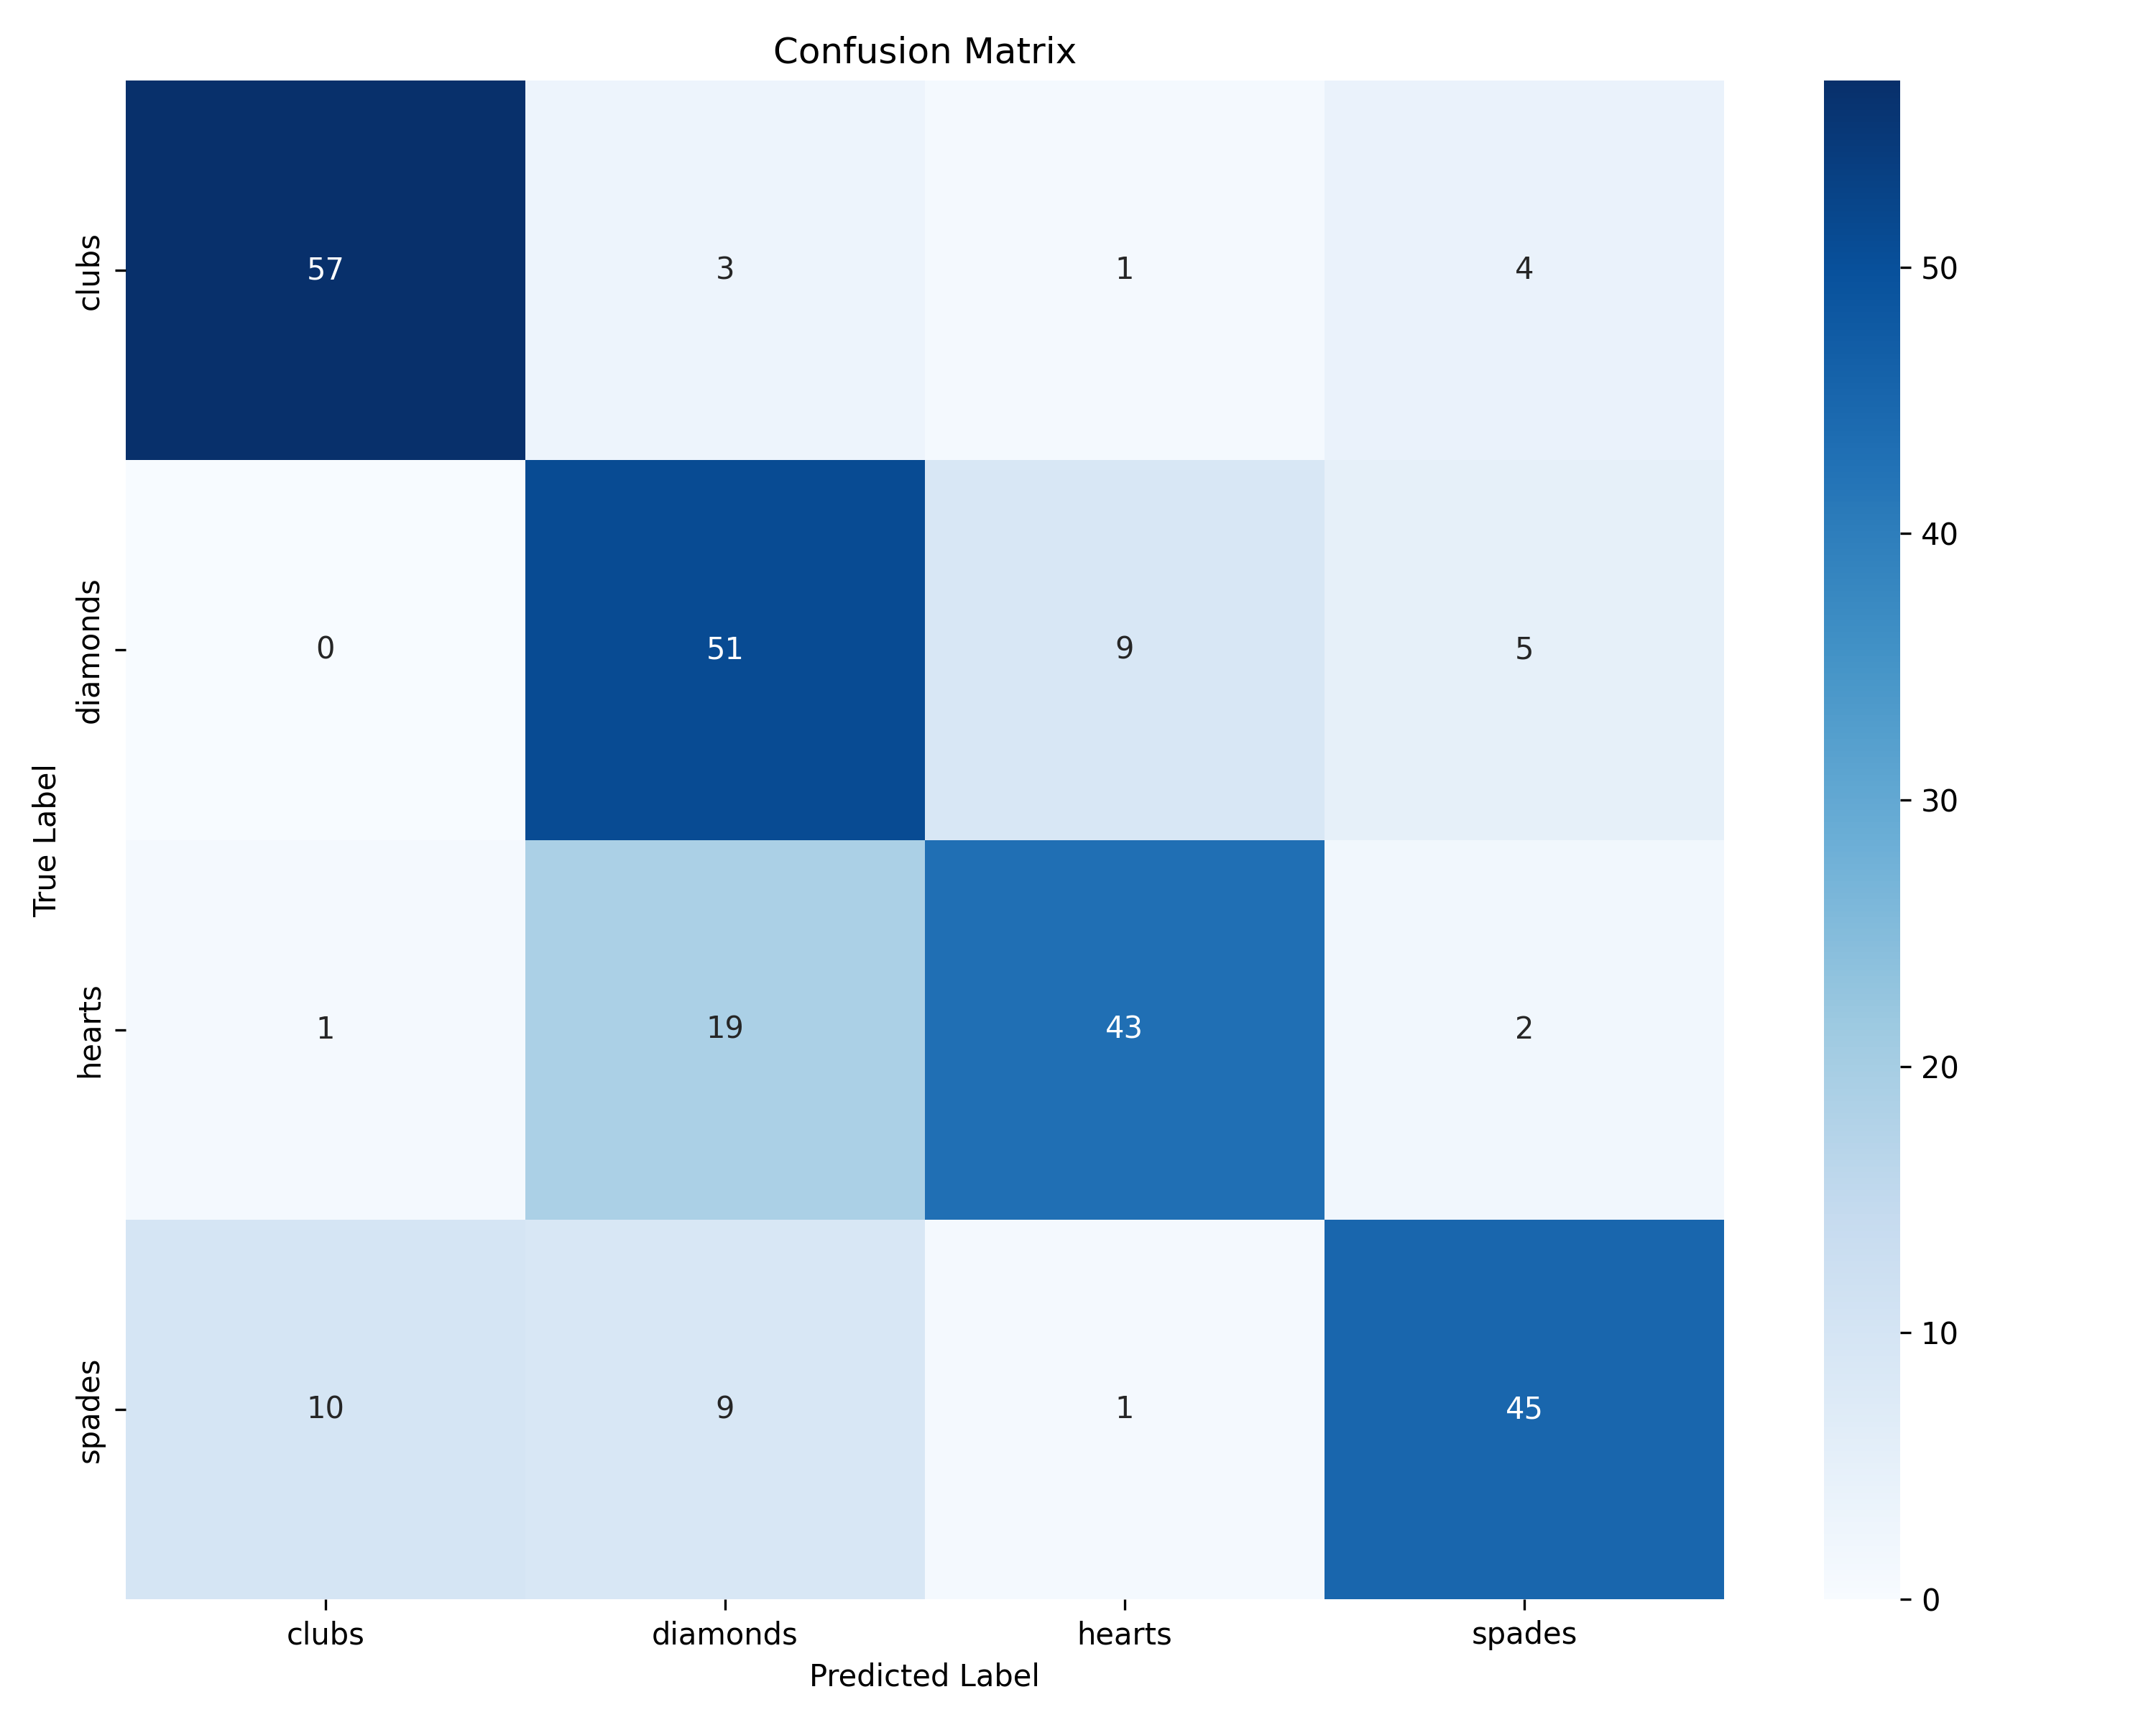 Confusion Matrix
clubs
57
3
1
4
50
40
diamonds
0
51
9
5
True Label
30
hearts
1
19
43
2
20
spades
10
9
1
45
10
0
clubs
diamonds
hearts
spades
Predicted Label